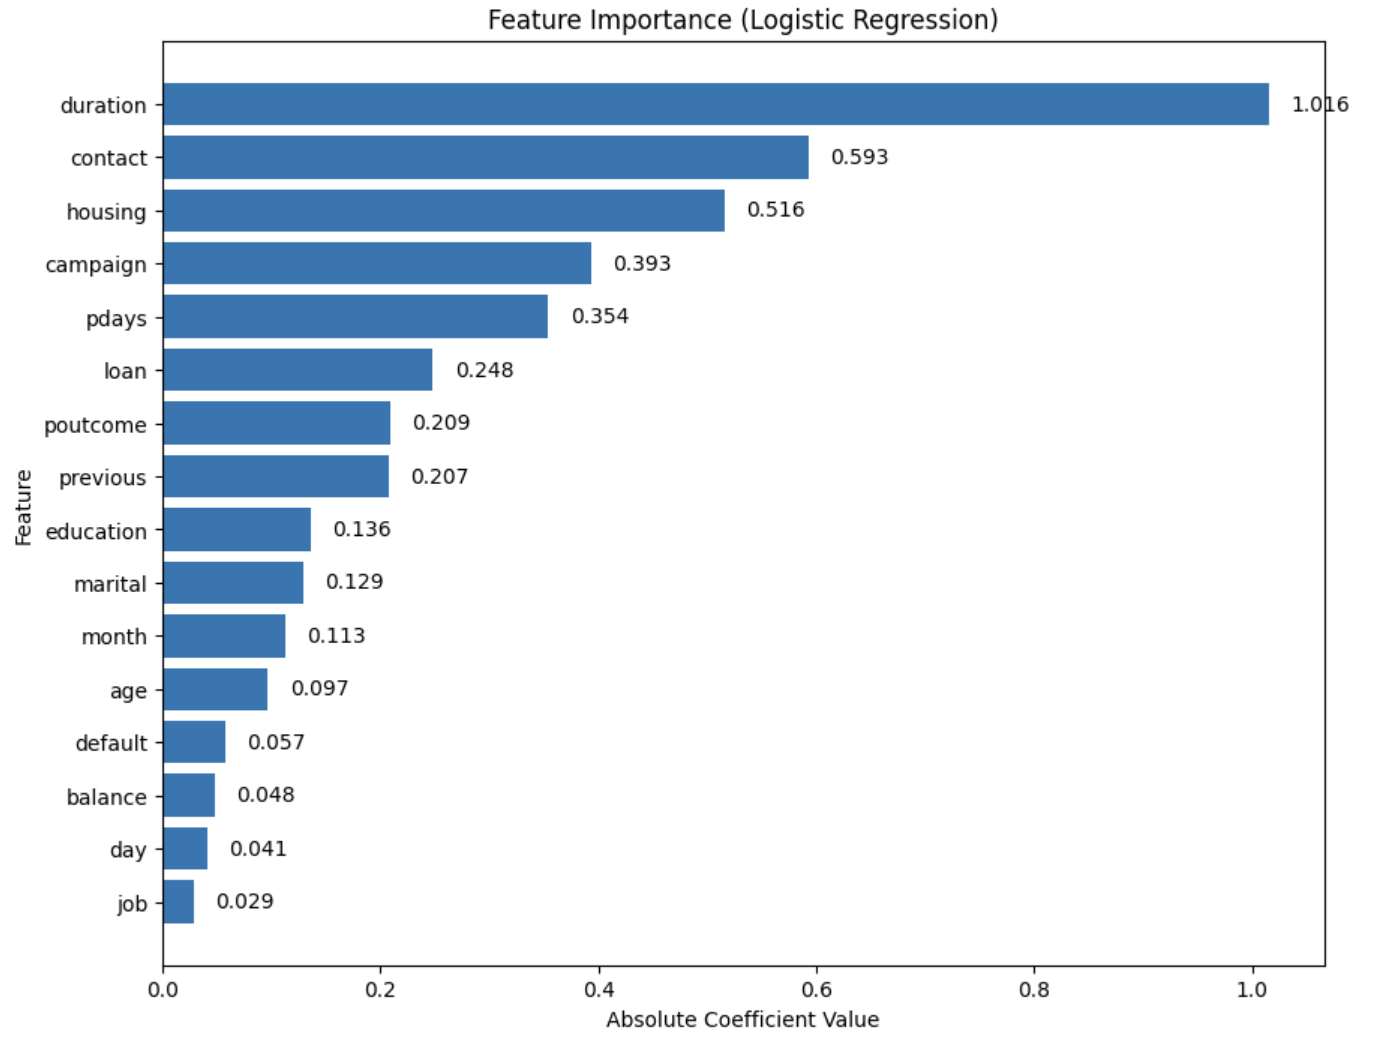 Feature Importance (Logistic Regression)
duration 1.016
contact 0.593
housing 0.516
campaign 0.393
pdays 0.354
loan 0.248
poutcome 0.209
previous 0.207
education 0.136
marital 0.129
month 0.113
age 0.097
default 0.057
balance 0.048
day 0.041
job 0.029
Feature
0.0 0.2 0.4 0.6 0.8 1.0
Absolute Coefficient Value